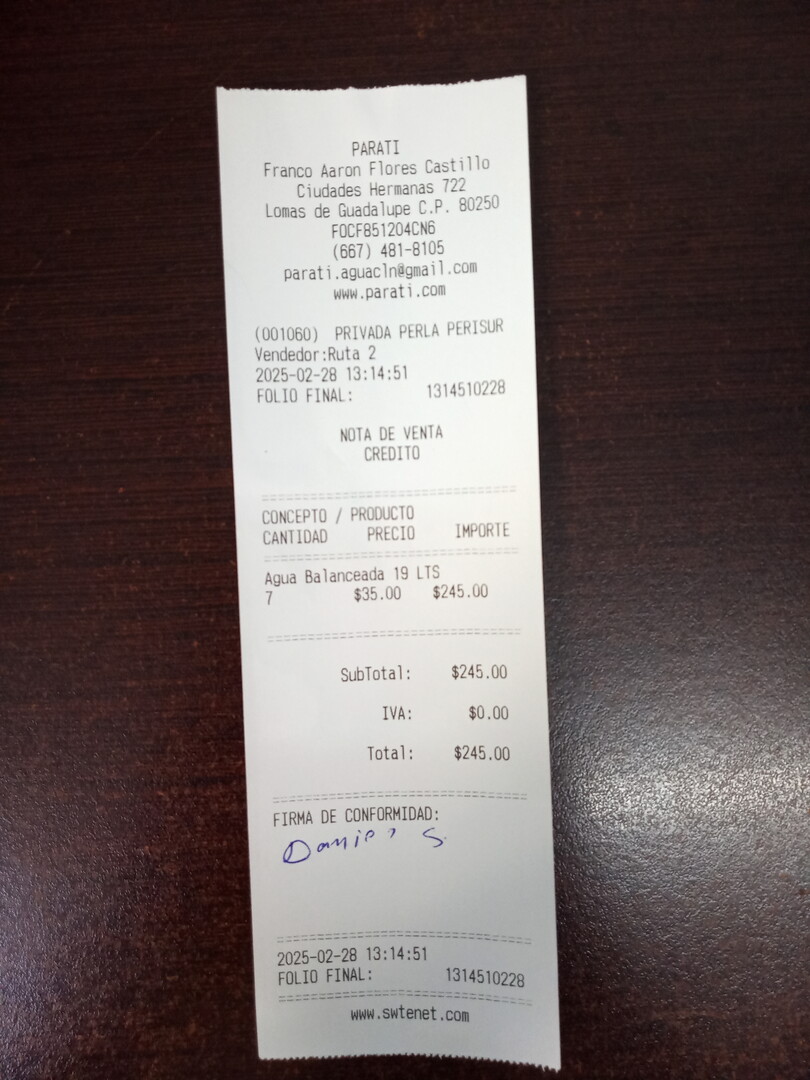 PARATI
Franco Aaron Flores Castillo
Ciudades Hermanas 722
Lomas de Guadalupe C.P. 80250
FOCF851204CN6
(667) 481-8105
parati.aguacln@gmail.com
www.parati.com
(001060) PRIVADA PERLA PERISUR
Vendedor:Ruta 2
2025-02-28 13:14:51
FOLIO FINAL: 1314510228
NOTA DE VENTA
CREDITO
CONCEPTO / PRODUCTO
CANTIDAD PRECIO IMPORTE
Agua Balanceada 19 LTS
7 $35.00 $245.00
SubTotal: $245.00
IVA: $0.00
Total: $245.00
FIRMA DE CONFORMIDAD:
S.
2025-02-28 13:14:51
FOLIO FINAL: 1314510228
www.swtenet.com